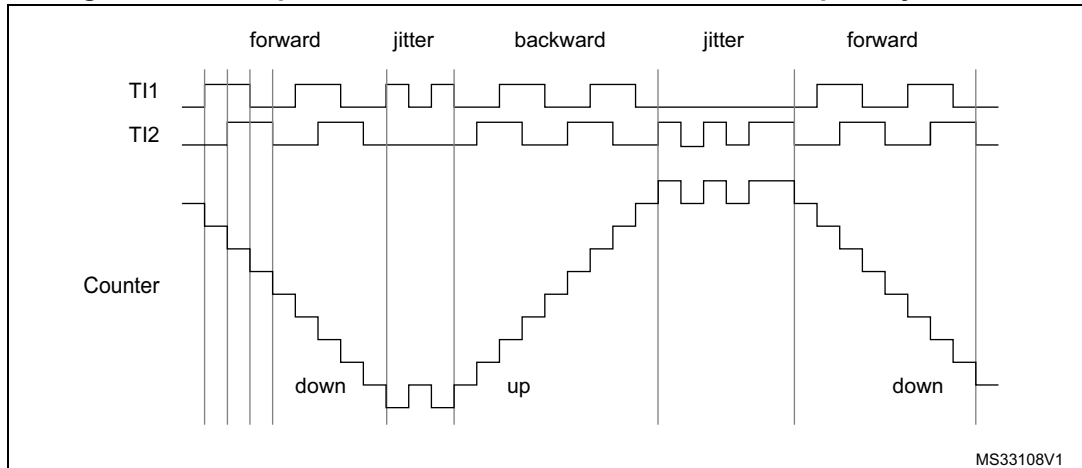 forward jitter backward jitter forward
TI1
TI2
Counter
down up down
MS33108V1